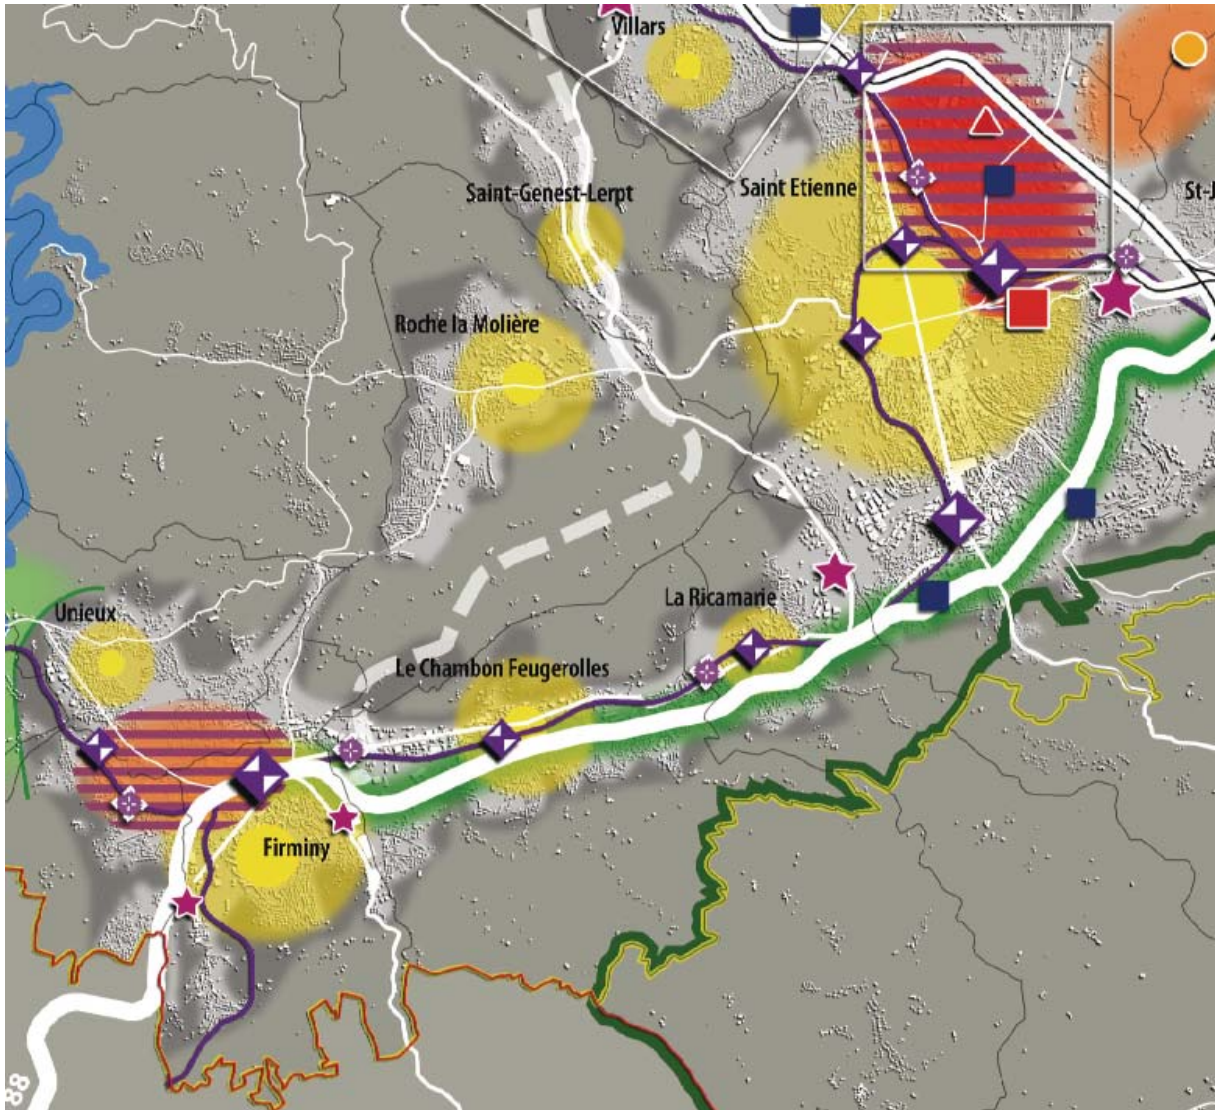 Villars
Saint-Genest-Lerpt
Saint Etienne
St-J
Roche la Molière
Unieux
La Ricamarie
Le Chambon Feugerolles
Firminy
88